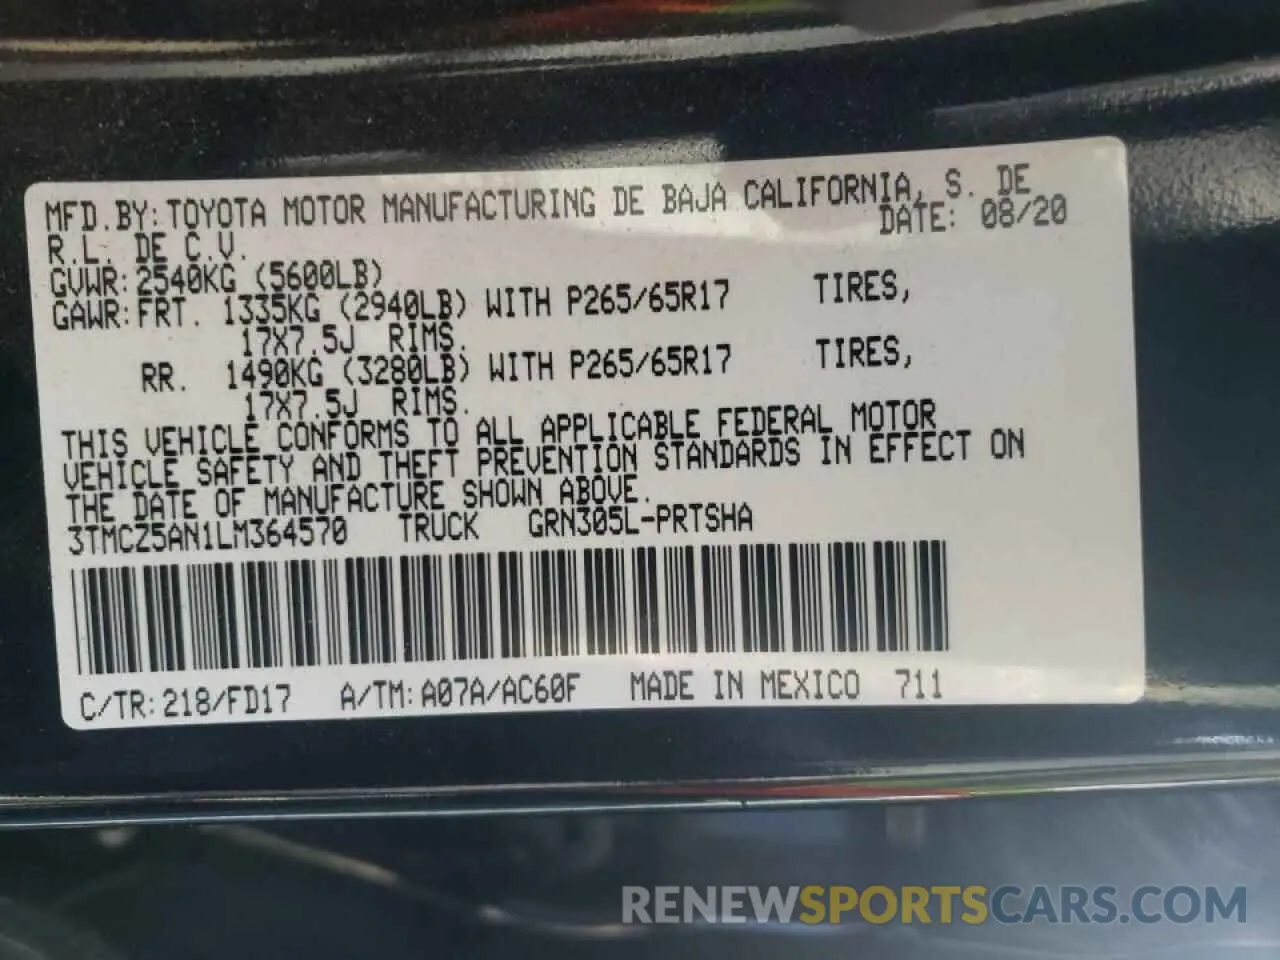 MFD.BY:TOYOTA MOTOR MANUFACTURING DE BAJA CALIFORNIA, S. DE
R.L. DE C.V. DATE: 08/20
GVWR:2540KG (5600LB)
GAWR:FRT. 1335KG (2940LB) WITH P265/65R17 TIRES,
17X7.5J RIMS.
RR. 1490KG (3280LB) WITH P265/65R17 TIRES,
17X7.5J RIMS.
THIS VEHICLE CONFORMS TO ALL APPLICABLE FEDERAL MOTOR
VEHICLE SAFETY AND THEFT PREVENTION STANDARDS IN EFFECT ON
THE DATE OF MANUFACTURE SHOWN ABOVE.
3TMCZ5AN1LM364570 TRUCK GRN305L-PRTSHA
C/TR:218/FD17 A/TM:A07A/AC60F MADE IN MEXICO 711
RENEWSPORTSCARS.COM